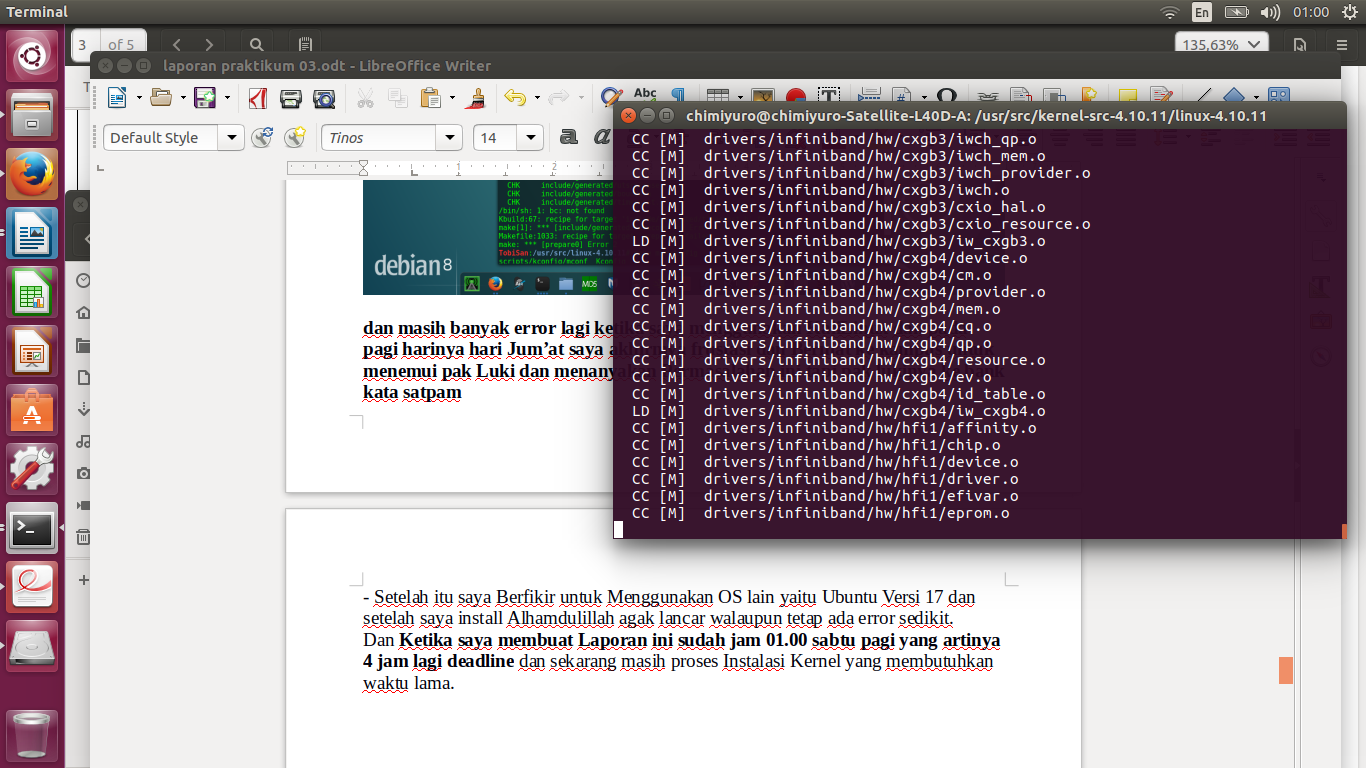 Terminal
En
01:00
3 of 5
135,63%
laporan praktikum 03.odt - LibreOffice Writer
Default Style
Tinos
14
chimiyuro@chimiyuro-Satellite-L40D-A: /usr/src/kernel-src-4.10.11/linux-4.10.11
CC [M] drivers/infiniband/hw/cxgb3/iwch_qp.o
CC [M] drivers/infiniband/hw/cxgb3/iwch_mem.o
CC [M] drivers/infiniband/hw/cxgb3/iwch_provider.o
CC [M] drivers/infiniband/hw/cxgb3/iwch.o
CC [M] drivers/infiniband/hw/cxgb3/cxio_hal.o
CC [M] drivers/infiniband/hw/cxgb3/cxio_resource.o
LD [M] drivers/infiniband/hw/cxgb3/iw_cxgb3.o
CC [M] drivers/infiniband/hw/cxgb4/device.o
CC [M] drivers/infiniband/hw/cxgb4/cm.o
CC [M] drivers/infiniband/hw/cxgb4/provider.o
CC [M] drivers/infiniband/hw/cxgb4/mem.o
CC [M] drivers/infiniband/hw/cxgb4/cq.o
CC [M] drivers/infiniband/hw/cxgb4/qp.o
CC [M] drivers/infiniband/hw/cxgb4/resource.o
CC [M] drivers/infiniband/hw/cxgb4/ev.o
CC [M] drivers/infiniband/hw/cxgb4/id_table.o
LD [M] drivers/infiniband/hw/cxgb4/iw_cxgb4.o
CC [M] drivers/infiniband/hw/hfi1/affinity.o
CC [M] drivers/infiniband/hw/hfi1/chip.o
CC [M] drivers/infiniband/hw/hfi1/device.o
CC [M] drivers/infiniband/hw/hfi1/driver.o
CC [M] drivers/infiniband/hw/hfi1/efivar.o
CC [M] drivers/infiniband/hw/hfi1/eprom.o
CHK include/generated
CHK include/generated
CHK include/generated
/bin/sh: 1: bc: not found
Kbuild:67: recipe for targe
make[1]: *** [include/gener
Makefile:1033: recipe for t
make: *** [prepare0] Error
TobiSan:/usr/src/linux-4.10
scripts/kconfig/mconf Kcon
debian 8
dan masih banyak error lagi
pagi harinya hari Jum’at saya
menemui pak Luki dan
kata satpam
- Setelah itu saya Berfikir untuk Menggunakan OS lain yaitu Ubuntu Versi 17 dan
setelah saya install Alhamdulillah agak lancar walaupun tetap ada error sedikit.
Dan Ketika saya membuat Laporan ini sudah jam 01.00 sabtu pagi yang artinya
4 jam lagi deadline dan sekarang masih proses Instalasi Kernel yang membutuhkan
waktu lama.